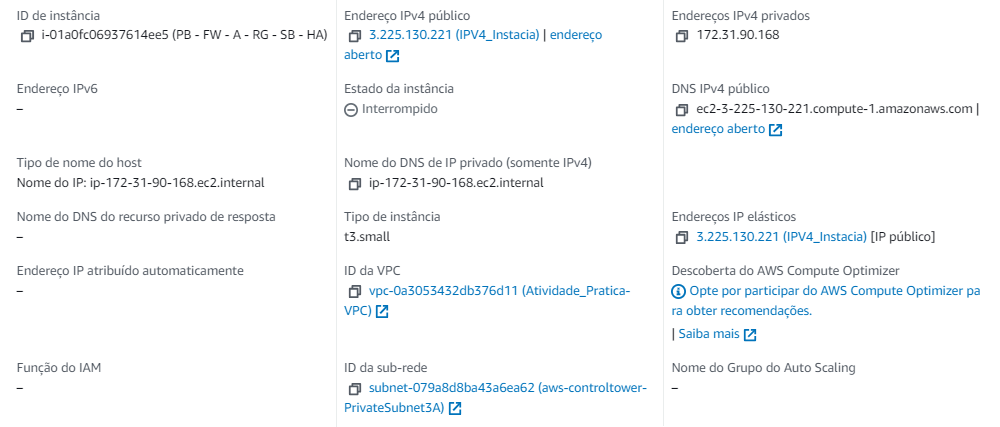 ID de instância
i-01a0fc06937614ee5 (PB - FW - A - RG - SB - HA)
Endereço IPv4 público
3.225.130.221 (IPV4_Instacia) | endereço
aberto
Endereços IPv4 privados
172.31.90.168
Endereço IPv6
–
Estado da instância
Interrompido
DNS IPv4 público
ec2-3-225-130-221.compute-1.amazonaws.com |
endereço aberto
Tipo de nome do host
Nome do IP: ip-172-31-90-168.ec2.internal
Nome do DNS de IP privado (somente IPv4)
ip-172-31-90-168.ec2.internal
Nome do DNS do recurso privado de resposta
–
Tipo de instância
t3.small
Endereços IP elásticos
3.225.130.221 (IPV4_Instacia) [IP público]
Endereço IP atribuído automaticamente
–
ID da VPC
vpc-0a3053432db376d11 (Atividade_Pratica-
VPC)
Descoberta do AWS Compute Optimizer
Opte por participar do AWS Compute Optimizer pa
ra obter recomendações.
| Saiba mais
Função do IAM
–
ID da sub-rede
subnet-079a8d8ba43a6ea62 (aws-controltower-
PrivateSubnet3A)
Nome do Grupo do Auto Scaling
–